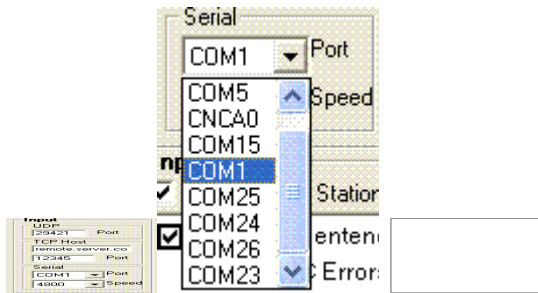 Serial
COM1 Port
COM5
Speed
CNCA0
COM15
COM1
COM25
Station
COM24
COM26
COM23
Error
Input
UDP
29421 Port
TCP Host
remote.server.co
12345 Port
Serial
COM1 Port
4800 Speed